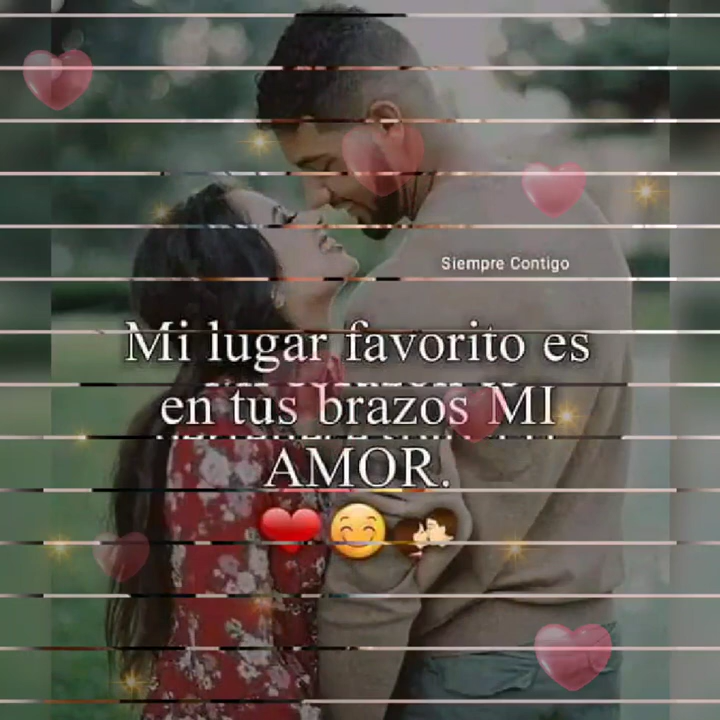 Siempre Contigo
Mi lugar favorito es
en tus brazos MI
AMOR.